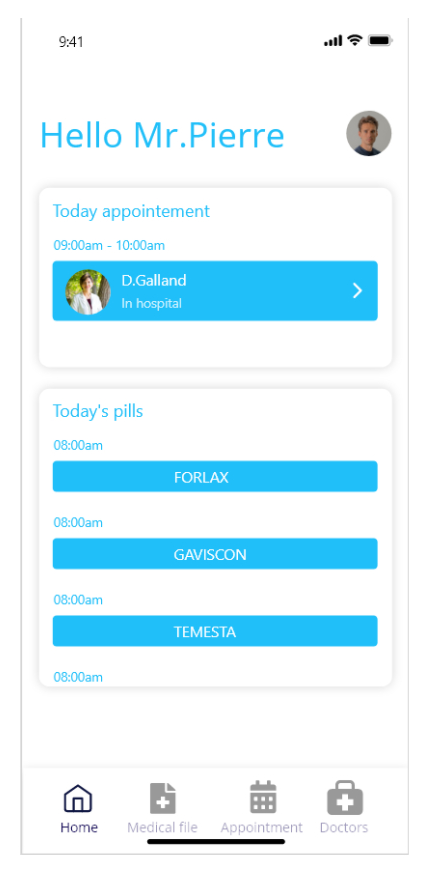 9:41
Hello Mr.Pierre
Today appointement
09:00am - 10:00am
D.Galland
In hospital
Today's pills
08:00am
FORLAX
08:00am
GAVISCON
08:00am
TEMESTA
08:00am
Home
Medical file
Appointment
Doctors